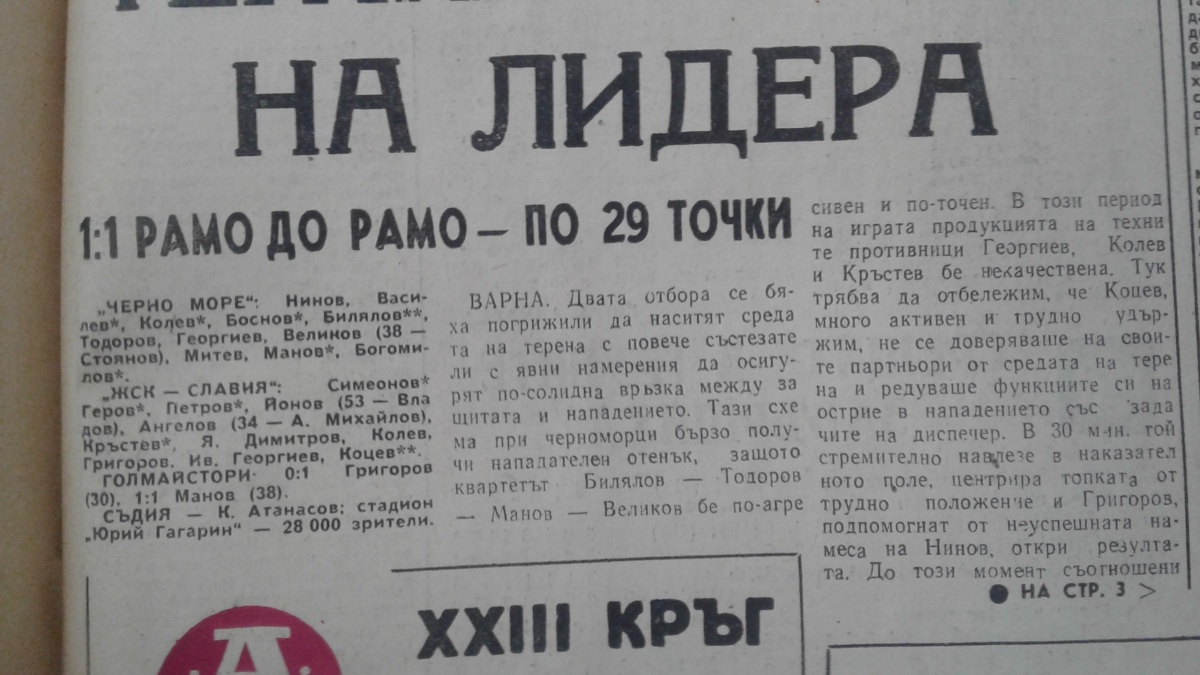 НА ЛИДЕРА
1:1 РАМО ДО РАМО — ПО 29 ТОЧКИ
„ЧЕРНО МОРЕ“: Нинов, Васи-
лев*, Колев*, Боснов*, Билялов**,
Тодоров, Георгиев, Великов (38 —
Стоянов), Митев, Манов*, Богоми-
лов*.
„ЖСК — СЛАВИЯ“: Симеонов*
Геров*, Петров*, Йонов (53 — Вла
дов), Ангелов (34 — А. Михайлов),
Кръстев*, Я. Димитров, Колев,
Григоров. Ив. Георгиев, Коцев**.
ГОЛМАЙСТОРИ· 0:1 Григоров
(30). 1:1 Манов (38).
СЪДИЯ — К. Атанасов; стадион
„Юрий Гагарин“ — 28 000 зрители.
ВАРНА. Двата отбора се бя-
ха погрижили да наситят среда
та на терена с повече състезате
ли с явни намерения да осигу-
рят по-солидна връзка между за
щитата и нападението. Тази схе
ма при черноморци бързо полу-
чи нападателен отенък, защото
квартетът Билялов — Тодоров
— Манов — Великов бе по-агре
сивен и по-точен. В този период
на играта продукцията на техни
те противници Георгиев, Колев
и Кръстев бе некачествена. Тук
трябва да отбележим, че Коцев,
много активен и трудно удър-
жим, не се доверяваше на свои-
те партньори от средата на тере
на и редуваше функциите си на
острие в нападението със зада
чите на диспечер. В 30 мин. той
стремително навлезе в наказател
ното поле, центрира топката от
трудно положение и Григоров,
подпомогнат от неуспешната на-
меса на Нинов, откри резулта-
та. До този момент съотношени
● НА СТР. 3 >
XXIII КРЪГ
А